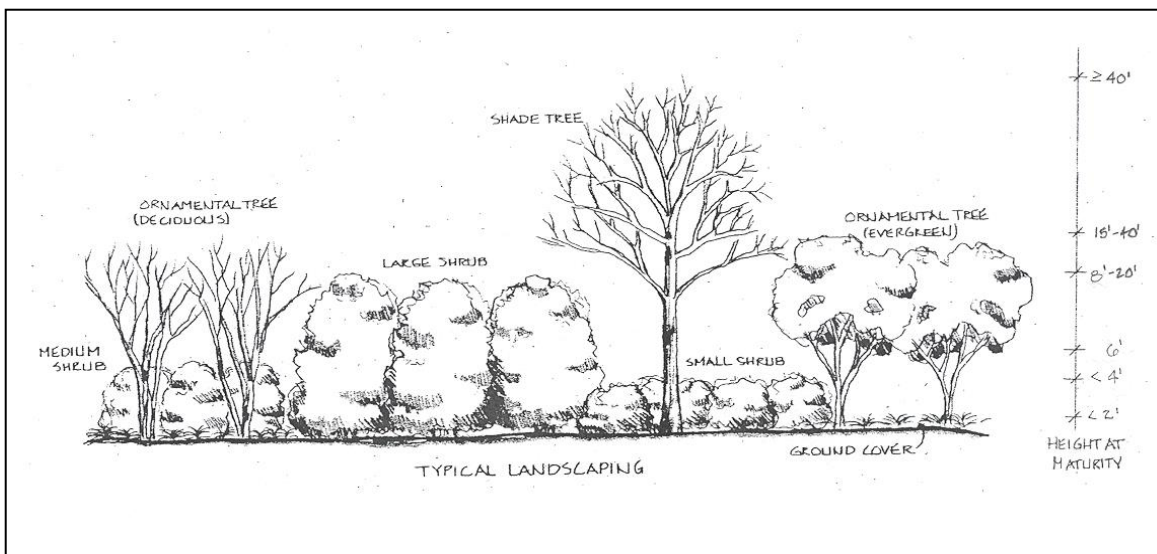 SHADE TREE
ORNAMENTAL TREE
(DECIDUOUS)
LARGE SHRUB
MEDIUM
SHRUB
SMALL SHRUB
ORNAMENTAL TREE
(EVERGREEN)
GROUND COVER
TYPICAL LANDSCAPING
≥ 40'
15'-40'
8'-20'
6'
< 4'
< 2'
HEIGHT AT
MATURITY